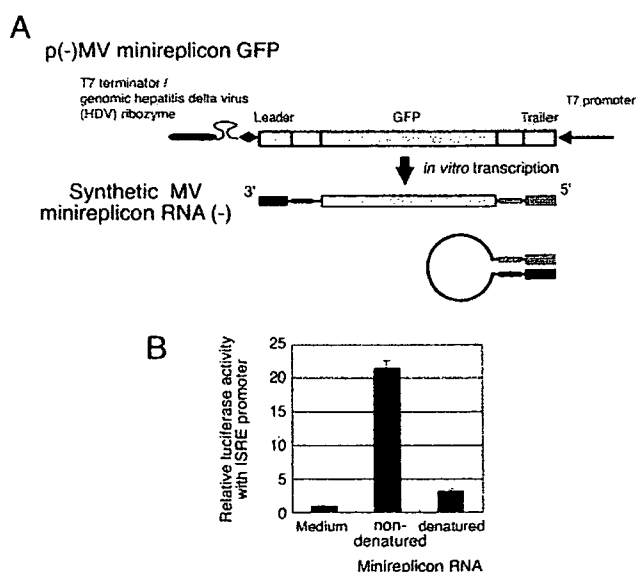 A
p(-)MV minireplicon GFP
T7 terminator /
genomic hepatitis delta virus
(HDV) ribozyme
Leader
GFP
Trailer
T7 promoter
in vitro transcription
Synthetic MV
minireplicon RNA (-)
3'
5'
B
Relative luciferase activity
with ISRE promoter
25
20
15
10
5
0
Medium
non-
denatured
denatured
Minireplicon RNA